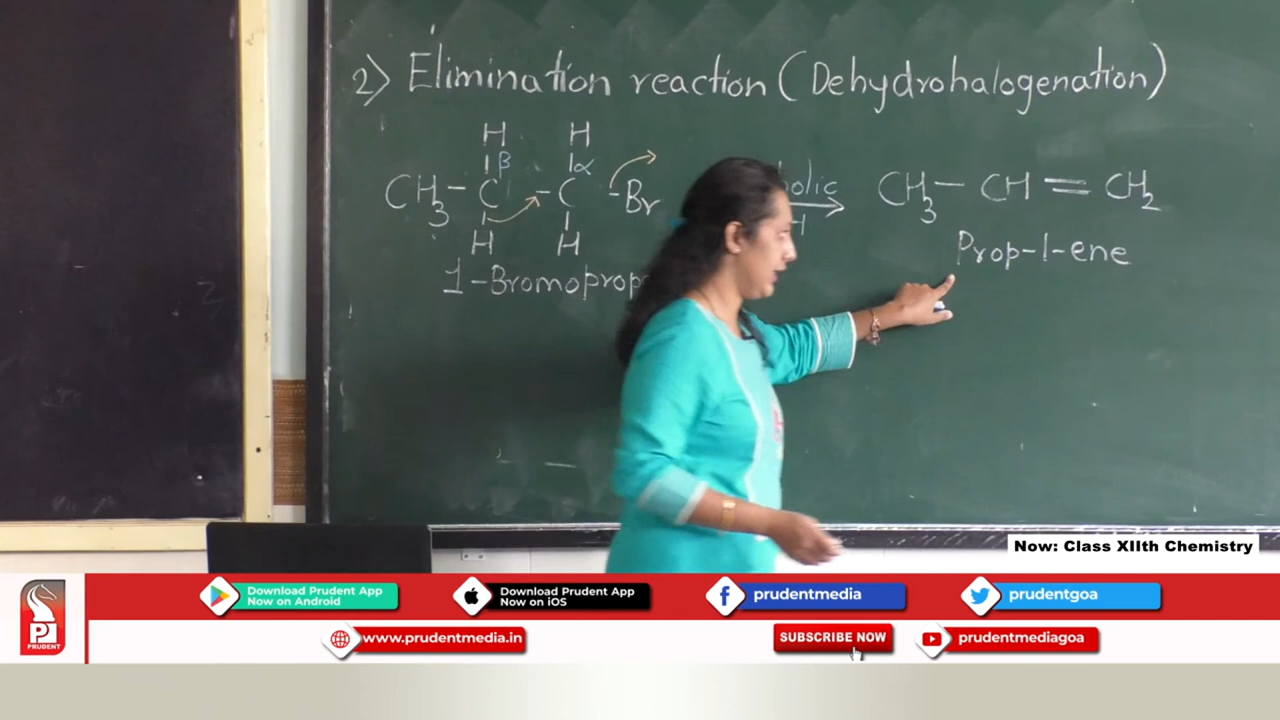 2) Elimination reaction (Dehydrohalogenation)
H H
β α
CH3 - C - C - Br CH3 - CH = CH2
H H
1-Bromoprop Prop-1-ene
Now: Class XIIth Chemistry
Download Prudent App
Now on Android
Download Prudent App
Now on iOS
prudentmedia
prudentgoa
PRUDENT
www.prudentmedia.in
SUBSCRIBE NOW
prudentmediagoa